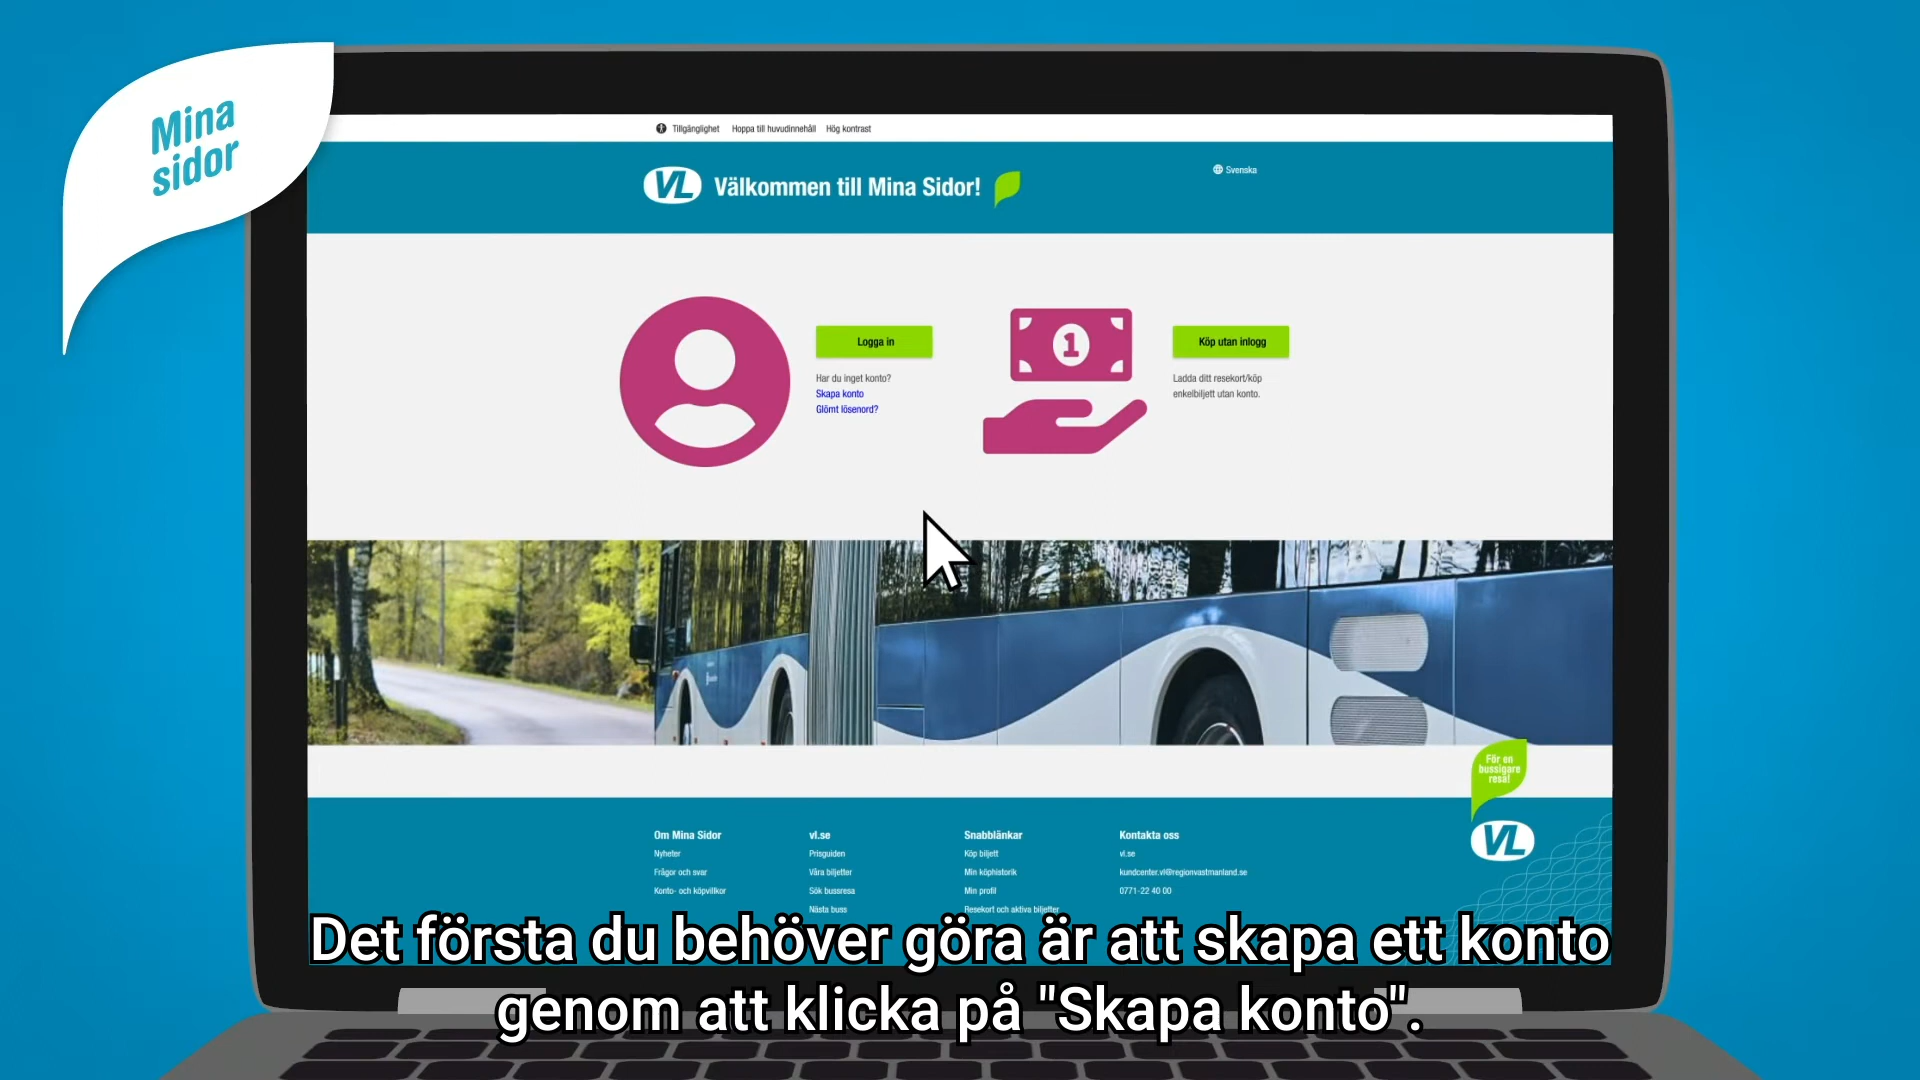 Mina
sidor
Tillgänglighet Hoppa till huvudinnehåll Hög kontrast
VL Välkommen till Mina Sidor!
Svenska
Logga in
Har du inget konto?
Skapa konto
Glömt lösenord?
1
Köp utan inlogg
Ladda ditt resekort/köp
enkelbiljett utan konto.
För en
bussigare
resa!
VL
Om Mina Sidor
Nyheter
Frågor och svar
Konto- och köpvillkor
vl.se
Prisguiden
Våra biljetter
Sök bussresa
Nästa buss
Snabblänkar
Köp biljett
Min köphistorik
Min profil
Resekort och aktiva biljetter
Kontakta oss
vl.se
kundcenter.vl@regionvastmanland.se
0771-22 40 00
Det första du behöver göra är att skapa ett konto
genom att klicka på "Skapa konto".